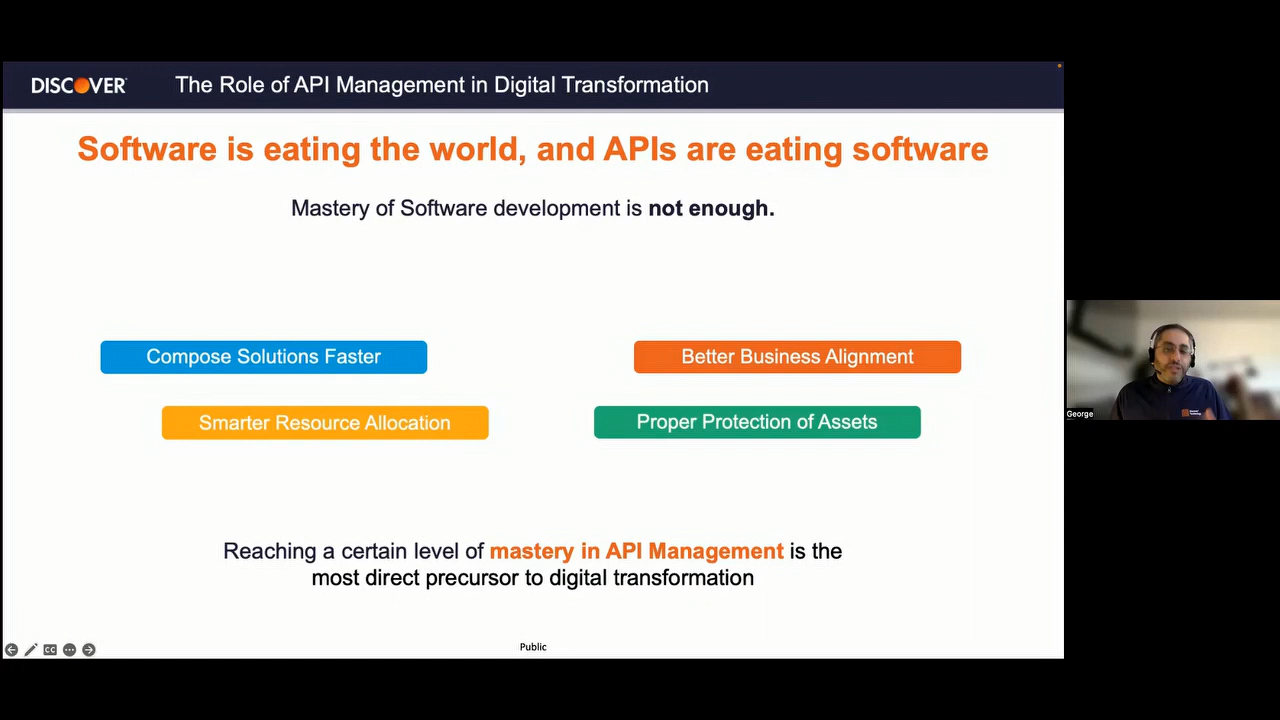 DISCOVER
The Role of API Management in Digital Transformation
Software is eating the world, and APIs are eating software
Mastery of Software development is not enough.
Compose Solutions Faster
Better Business Alignment
Smarter Resource Allocation
Proper Protection of Assets
Reaching a certain level of mastery in API Management is the
most direct precursor to digital transformation
Public
CC
George